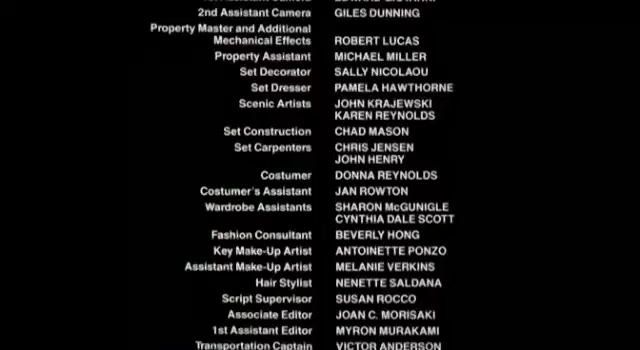 2nd Assistant Camera GILES DUNNING
Property Master and Additional
Mechanical Effects ROBERT LUCAS
Property Assistant MICHAEL MILLER
Set Decorator SALLY NICOLAOU
Set Dresser PAMELA HAWTHORNE
Scenic Artists JOHN KRAJEWSKI
KAREN REYNOLDS
Set Construction CHAD MASON
Set Carpenters CHRIS JENSEN
JOHN HENRY
Costumer DONNA REYNOLDS
Costumer's Assistant JAN ROWTON
Wardrobe Assistants SHARON McGUNIGLE
CYNTHIA DALE SCOTT
Fashion Consultant BEVERLY HONG
Key Make-Up Artist ANTOINETTE PONZO
Assistant Make-Up Artist MELANIE VERKINS
Hair Stylist NENETTE SALDANA
Script Supervisor SUSAN ROCCO
Associate Editor JOAN C. MORISAKI
1st Assistant Editor MYRON MURAKAMI
Transportation Captain VICTOR ANDERSON